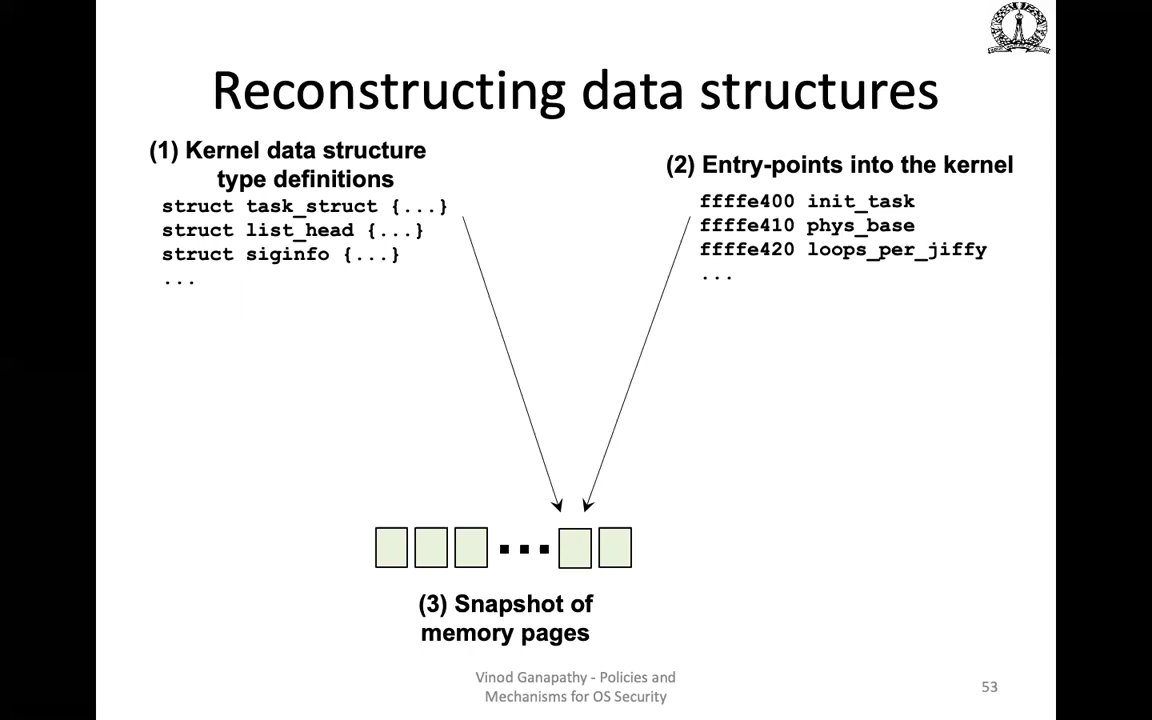 Reconstructing data structures
(1) Kernel data structure
type definitions
struct task_struct {...}
struct list_head {...}
struct siginfo {...}
...
(2) Entry-points into the kernel
ffffe400 init_task
ffffe410 phys_base
ffffe420 loops_per_jiffy
...
(3) Snapshot of
memory pages
Vinod Ganapathy - Policies and
Mechanisms for OS Security
53